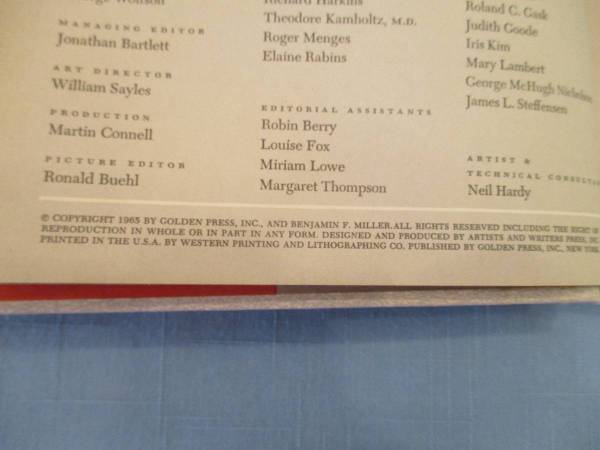 MANAGING EDITOR
Jonathan Bartlett
ART DIRECTOR
William Sayles
PRODUCTION
Martin Connell
PICTURE EDITOR
Ronald Buehl
Theodore Kamholtz, M.D.
Roger Menges
Elaine Rabins
EDITORIAL ASSISTANTS
Robin Berry
Louise Fox
Miriam Lowe
Margaret Thompson
Roland C. Gask
Judith Goode
Iris Kim
Mary Lambert
George McHugh
James L. Steffensen
ARTIST &
TECHNICAL
Neil Hardy
© COPYRIGHT 1965 BY GOLDEN PRESS, INC., AND BENJAMIN F. MILLER.ALL RIGHTS RESERVED INCLUDING THE RIGHT OF
REPRODUCTION IN WHOLE OR IN PART IN ANY FORM. DESIGNED AND PRODUCED BY ARTISTS AND WRITERS PRESS, INC.
PRINTED IN THE U.S.A. BY WESTERN PRINTING AND LITHOGRAPHING CO. PUBLISHED BY GOLDEN PRESS, INC., NEW YORK